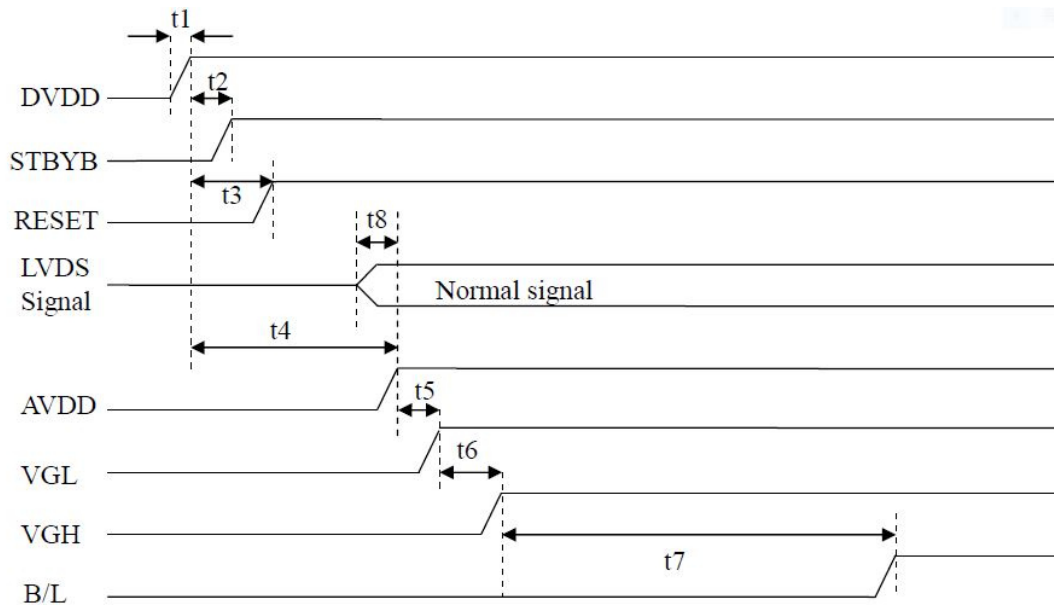 t1
DVDD
t2
STBYB
t3
RESET
t8
LVDS
Signal
Normal signal
t4
AVDD
t5
VGL
t6
VGH
t7
B/L